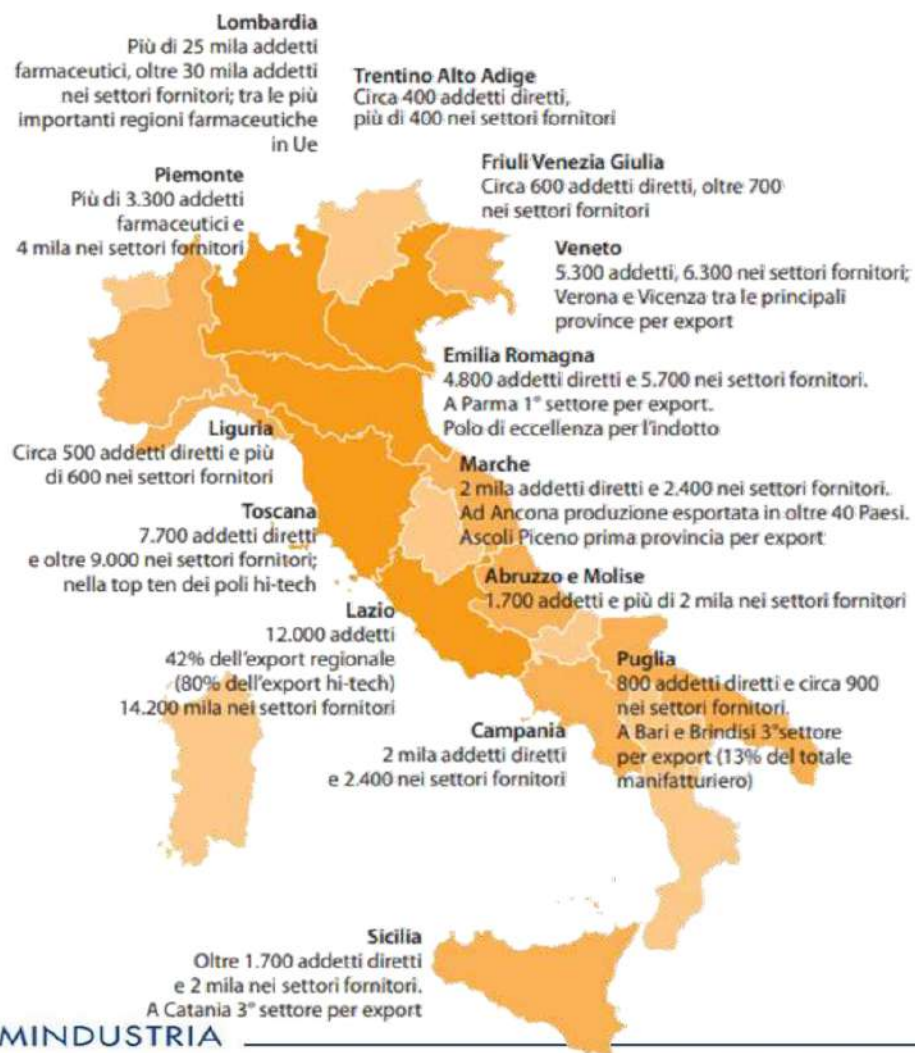 Lombardia
Più di 25 mila addetti
farmaceutici, oltre 30 mila addetti
nei settori fornitori; tra le più
importanti regioni farmaceutiche
in Ue
Trentino Alto Adige
Circa 400 addetti diretti,
più di 400 nei settori fornitori
Piemonte
Più di 3.300 addetti
farmaceutici e
4 mila nei settori fornitori
Friuli Venezia Giulia
Circa 600 addetti diretti, oltre 700
nei settori fornitori
Veneto
5.300 addetti, 6.300 nei settori fornitori;
Verona e Vicenza tra le principali
province per export
Emilia Romagna
4.800 addetti diretti e 5.700 nei settori fornitori.
A Parma 1° settore per export.
Polo di eccellenza per l'indotto
Liguria
Circa 500 addetti diretti e più
di 600 nei settori fornitori
Marche
2 mila addetti diretti e 2.400 nei settori fornitori.
Ad Ancona produzione esportata in oltre 40 Paesi.
Ascoli Piceno prima provincia per export
Toscana
7.700 addetti diretti
e oltre 9.000 nei settori fornitori;
nella top ten dei poli hi-tech
Abruzzo e Molise
1.700 addetti e più di 2 mila nei settori fornitori
Lazio
12.000 addetti
42% dell'export regionale
(80% dell'export hi-tech)
14.200 mila nei settori fornitori
Puglia
800 addetti diretti e circa 900
nei settori fornitori.
A Bari e Brindisi 3°settore
per export (13% del totale
manifatturiero)
Campania
2 mila addetti diretti
e 2.400 nei settori fornitori
Sicilia
Oltre 1.700 addetti diretti
e 2 mila nei settori fornitori.
A Catania 3° settore per export
MINDUSTRIA